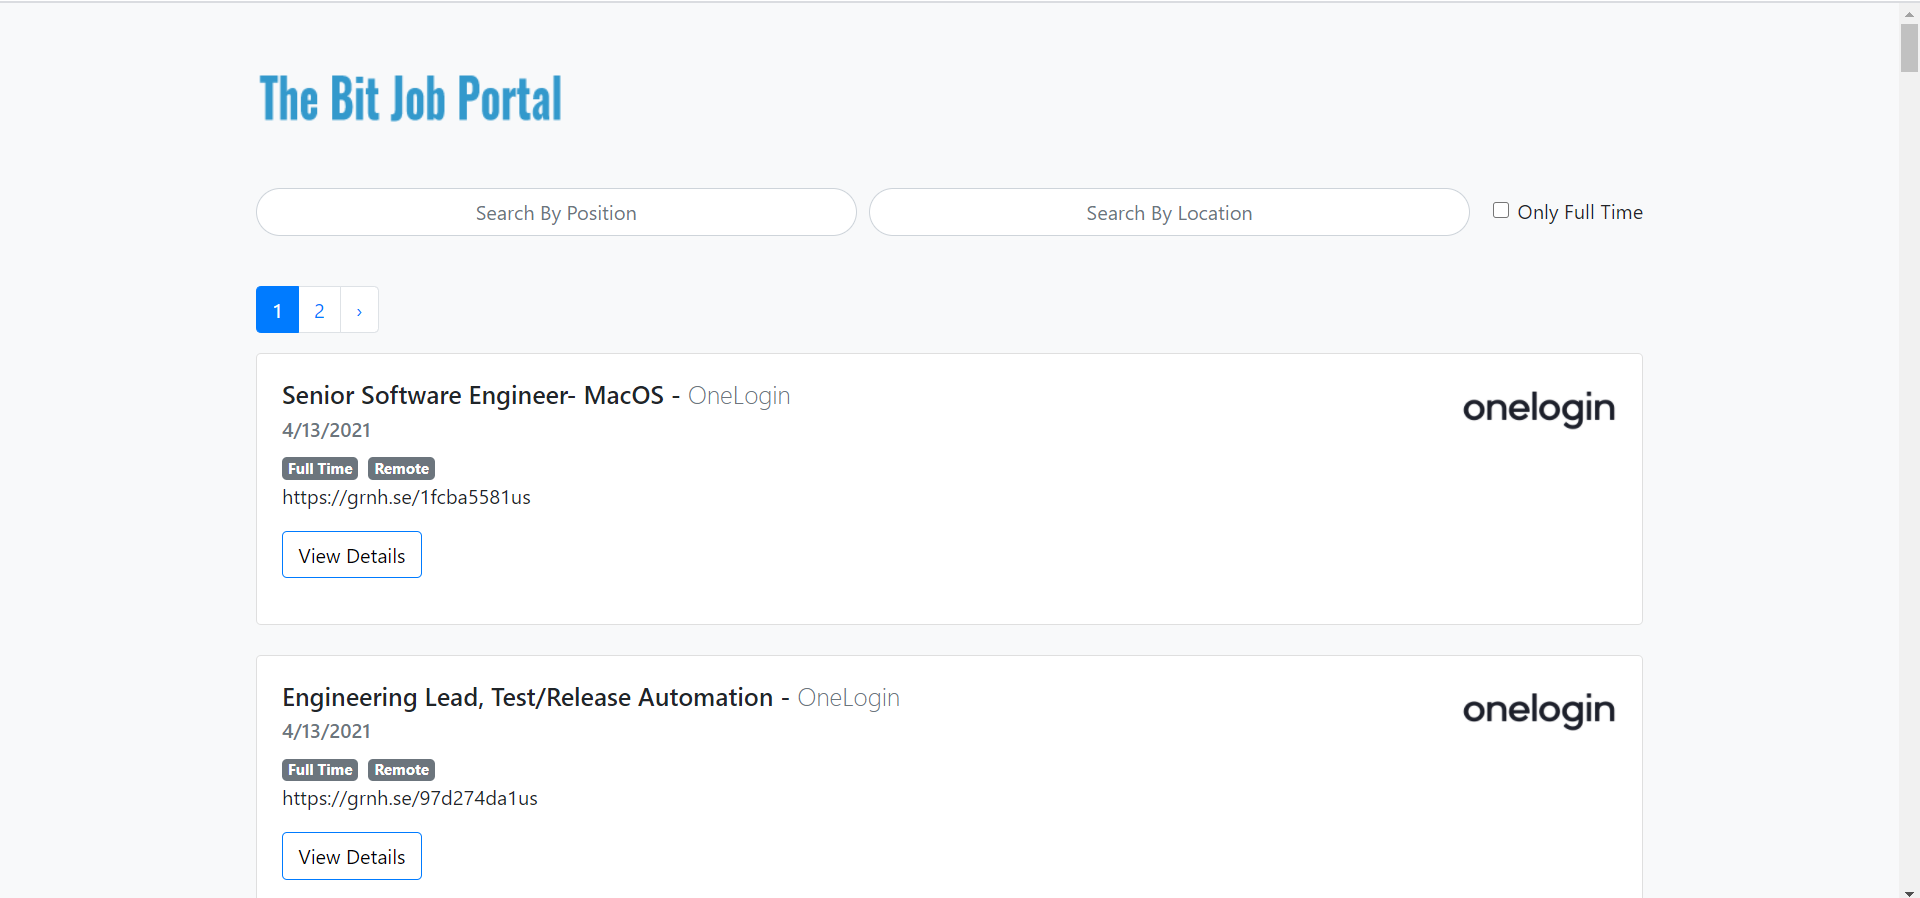 The Bit Job Portal
Search By Position
Search By Location
Only Full Time
1 2 ›
Senior Software Engineer- MacOS - OneLogin
onelogin
4/13/2021
Full Time Remote
https://grnh.se/1fcba5581us
View Details
Engineering Lead, Test/Release Automation - OneLogin
onelogin
4/13/2021
Full Time Remote
https://grnh.se/97d274da1us
View Details